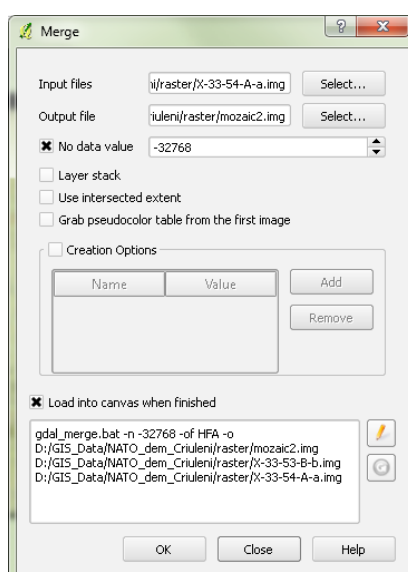 Merge
Input files
ıi/raster/X-33-54-A-a.img
Select...
Output file
riuleni/raster/mozaic2.img
Select...
No data value
-32768
Layer stack
Use intersected extent
Grab pseudocolor table from the first image
Creation Options
Name
Value
Add
Remove
Load into canvas when finished
gdal_merge.bat -n -32768 -of HFA -o
D:/GIS_Data/NATO_dem_Criuleni/raster/mozaic2.img
D:/GIS_Data/NATO_dem_Criuleni/raster/X-33-53-B-b.img
D:/GIS_Data/NATO_dem_Criuleni/raster/X-33-54-A-a.img
OK
Close
Help